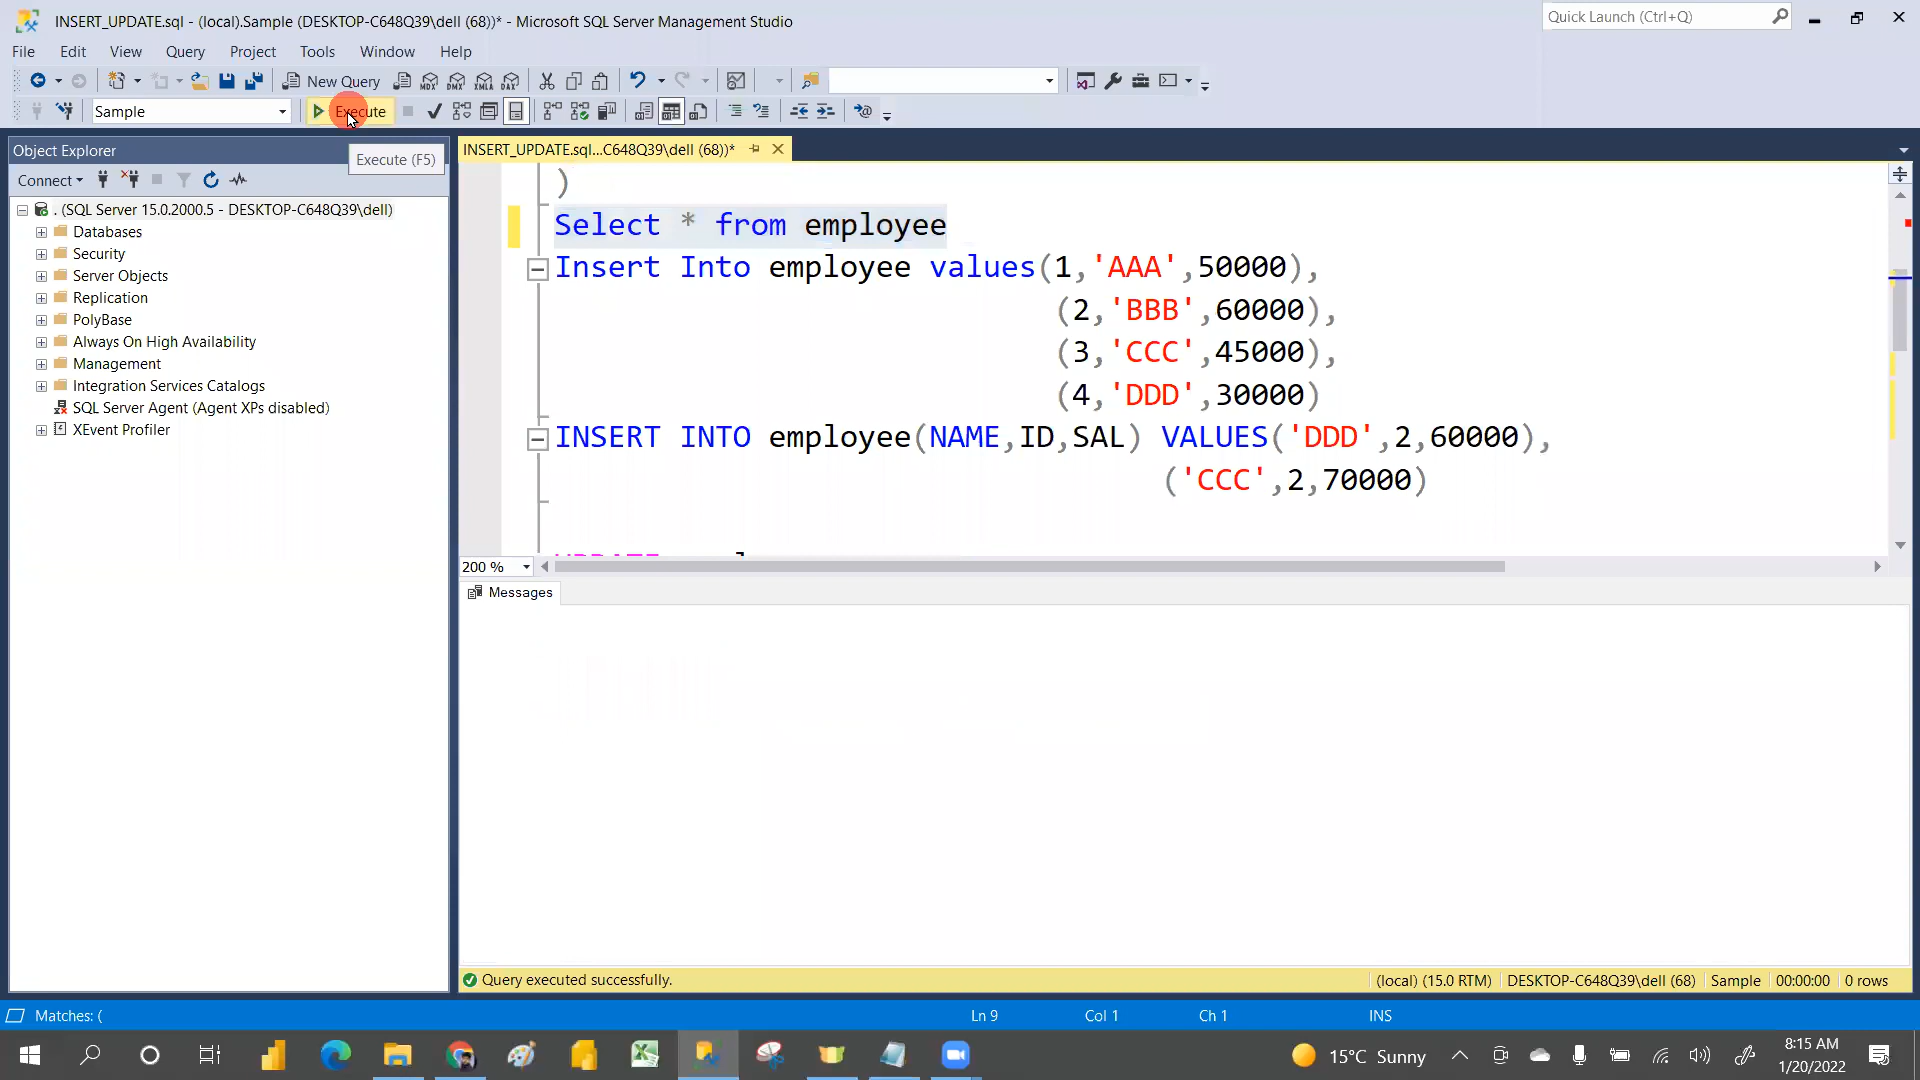 INSERT_UPDATE.sql - (local).Sample (DESKTOP-C648Q39\dell (68))* - Microsoft SQL Server Management Studio
Quick Launch (Ctrl+Q)
File Edit View Query Project Tools Window Help
New Query
Sample
Execute
Execute (F5)
Object Explorer
Connect
. (SQL Server 15.0.2000.5 - DESKTOP-C648Q39\dell)
Databases
Security
Server Objects
Replication
PolyBase
Always On High Availability
Management
Integration Services Catalogs
SQL Server Agent (Agent XPs disabled)
XEvent Profiler
INSERT_UPDATE.sql...C648Q39\dell (68))*
)
Select * from employee
Insert Into employee values(1,'AAA',50000),
(2,'BBB',60000),
(3,'CCC',45000),
(4,'DDD',30000)
INSERT INTO employee(NAME,ID,SAL) VALUES('DDD',2,60000),
('CCC',2,70000)
200 %
Messages
Query executed successfully.
(local) (15.0 RTM) DESKTOP-C648Q39\dell (68) Sample 00:00:00 0 rows
Matches: (
Ln 9 Col 1 Ch 1 INS
15°C Sunny
8:15 AM
1/20/2022